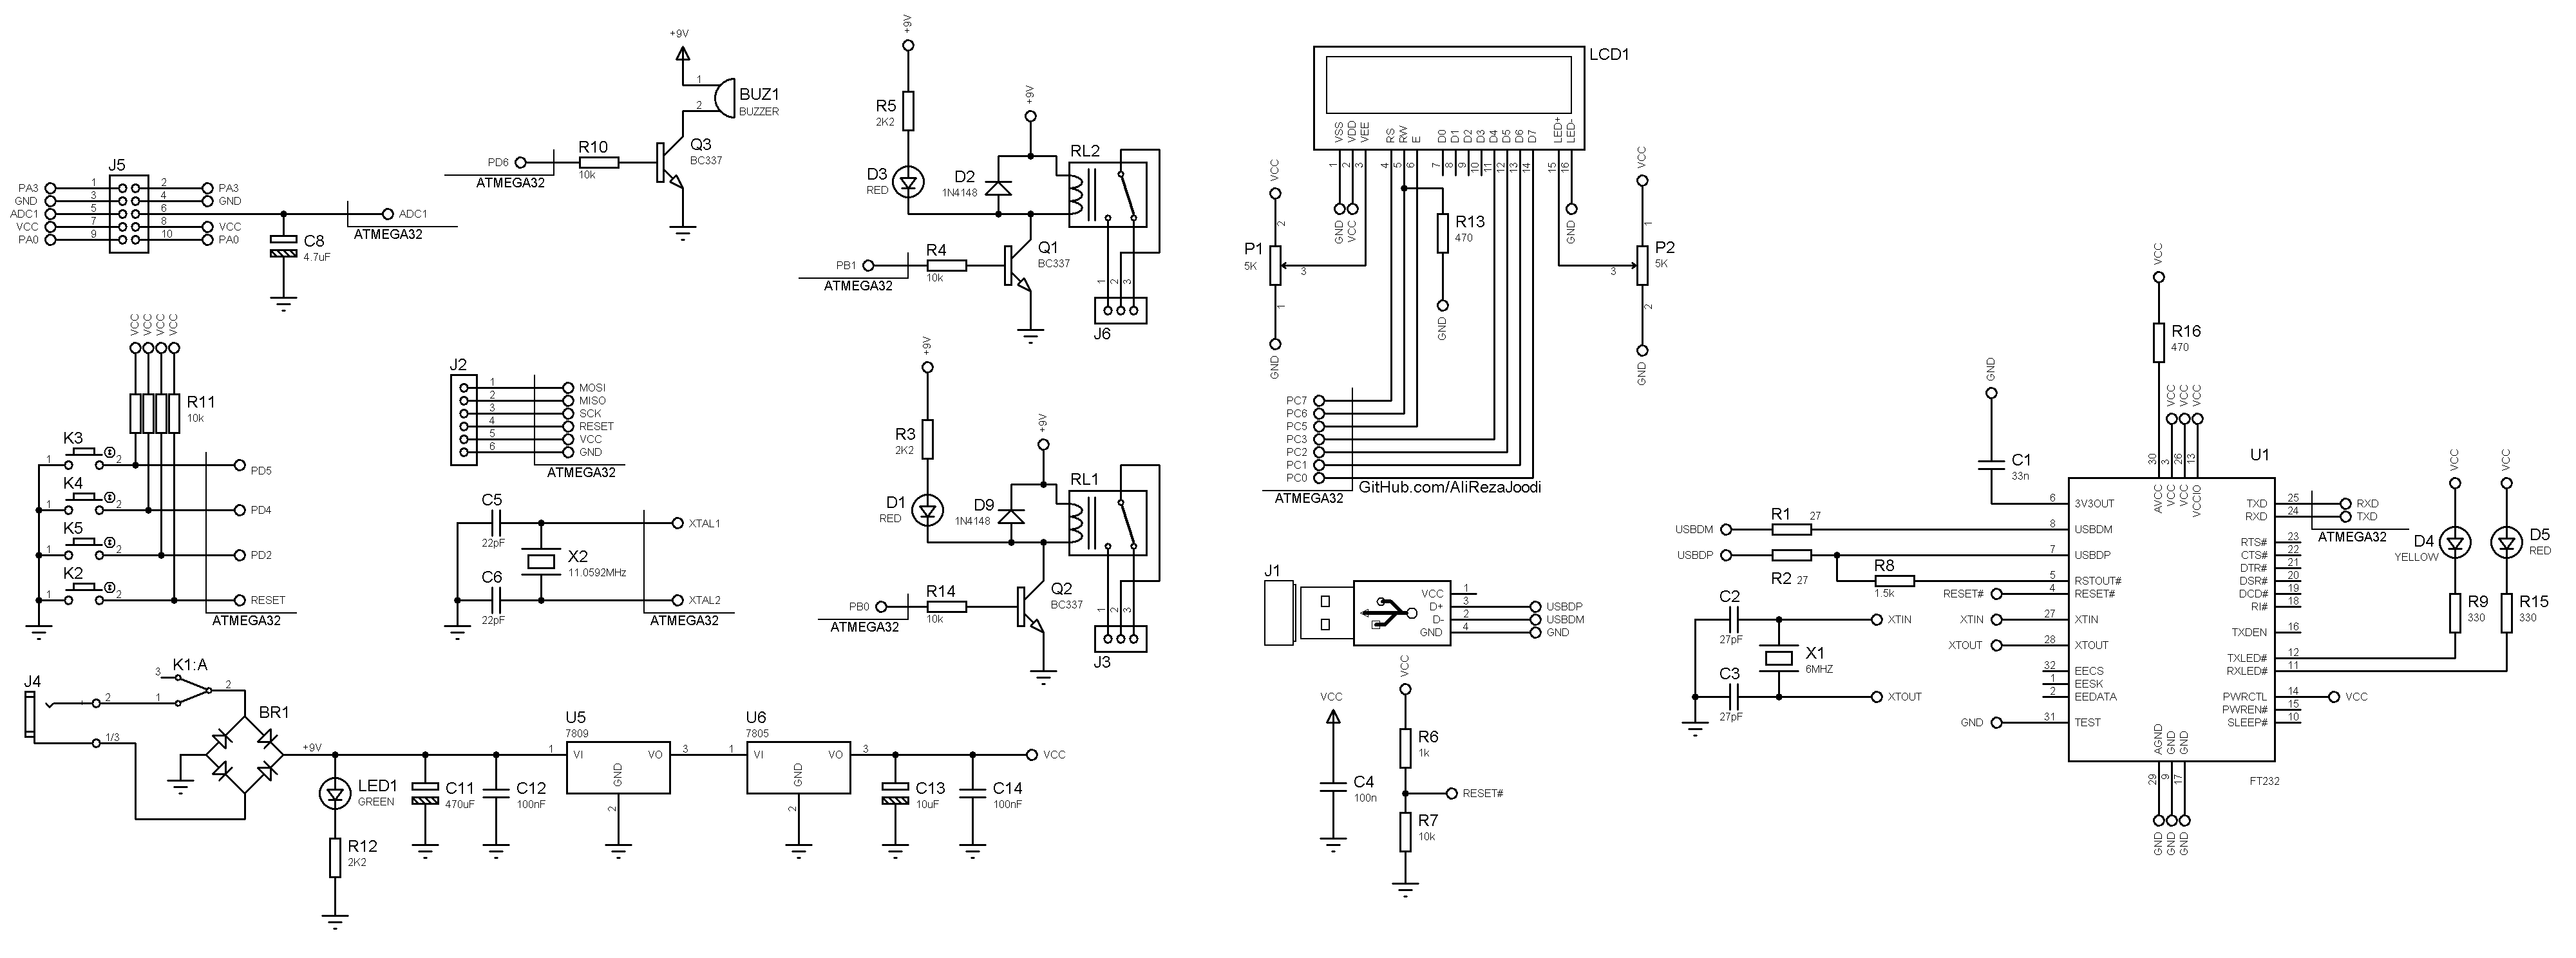 J5
PA3 1 2 PA3
GND 3 4 GND
ADC1 5 6 ADC1
VCC 7 8 VCC
PA0 9 10 PA0
ATMEGA32
C8
4.7uF
+9V
1
2
BUZ1
BUZZER
PD6
R10
10k
Q3
BC337
ATMEGA32
+9V
R5
2K2
D3
RED
+9V
D2
1N4148
RL2
PB1
R4
10k
Q1
BC337
ATMEGA32
1
2
3
J6
VCC
VCC
VCC
VCC
R11
10k
K3
1 2 PD5
K4
PD4
1 2
K5
1 2 PD2
K2
1 2 RESET
ATMEGA32
J2
1 MOSI
2 MISO
3 SCK
4 RESET
5 VCC
6 GND
ATMEGA32
C5
22pF
C6
22pF
X2
11.0592MHz
XTAL1
XTAL2
ATMEGA32
+9V
R3
2K2
D1
RED
+9V
D9
1N4148
RL1
PB0
R14
10k
Q2
BC337
ATMEGA32
1
2
3
J3
J4
2
1/3
K1:A
3
1
2
BR1
+9V
LED1
GREEN
R12
2K2
C11
470uF
C12
100nF
U5
7809
1 VI VO 3
GND
2
U6
7805
1 VI VO 3
GND
2
C13
10uF
C14
100nF
VCC
LCD1
VSS
VDD
VEE
RS
RW
E
D0
D1
D2
D3
D4
D5
D6
D7
LED+
LED-
1
2
3
4
5
6
7
8
9
10
11
12
13
14
15
16
VCC
2
P1
5K
3
1
GND
GND
VCC
R13
470
GND
GND
VCC
1
P2
5K
3
2
GND
PC7
PC6
PC5
PC3
PC2
PC1
PC0
ATMEGA32
GitHub.com/AliRezaJoodi
J1
VCC 1
D+ 3 USBDP
D- 2 USBDM
GND 4 GND
VCC
C4
100n
VCC
R6
1k
RESET#
R7
10k
VCC
R16
470
GND
C1
33n
U1
30
3
26
13
VCC
VCC
VCC
AVCC
VCC
VCC
VCCIO
6 3V3OUT
USBDM R1 27 8 USBDM
USBDP R2 27 7 USBDP
R8
1.5k
5 RSTOUT#
RESET# 4 RESET#
XTIN 27 XTIN
XTOUT 28 XTOUT
32 EECS
1 EESK
2 EEDATA
GND 31 TEST
C2
27pF
C3
27pF
X1
6MHZ
XTIN
XTOUT
TXD 25 RXD
RXD 24 TXD
ATMEGA32
RTS# 23
CTS# 22
DTR# 21
DSR# 20
DCD# 19
RI# 18
TXDEN 16
TXLED# 12
RXLED# 11
PWRCTL 14 VCC
PWREN# 15
SLEEP# 10
AGND
GND
GND
29
9
17
GND
GND
GND
FT232
VCC
D4
YELLOW
R9
330
VCC
D5
RED
R15
330